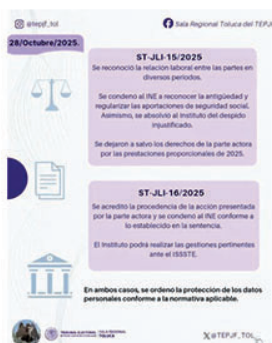 @tepjf_tol
Sala Regional Toluca del TEPJF
28/Octubre/2025.
ST-JLI-15/2025
Se reconoció la relación laboral entre las partes en
diversos periodos.
Se condenó al INE a reconocer la antigüedad y
regularizar las aportaciones de seguridad social.
Asimismo, se absolvió al Instituto del despido
injustificado.
Se dejaron a salvo los derechos de la parte actora
por las prestaciones proporcionales de 2025.
ST-JLI-16/2025
Se acreditó la procedencia de la acción presentada
por la parte actora y se condenó al INE conforme a
lo establecido en la sentencia.
El Instituto podrá realizar las gestiones pertinentes
ante el ISSSTE.
En ambos casos, se ordenó la protección de los datos
personales conforme a la normativa aplicable.
TRIBUNAL ELECTORAL
SALA REGIONAL
TOLUCA
@TEPJF_TOL